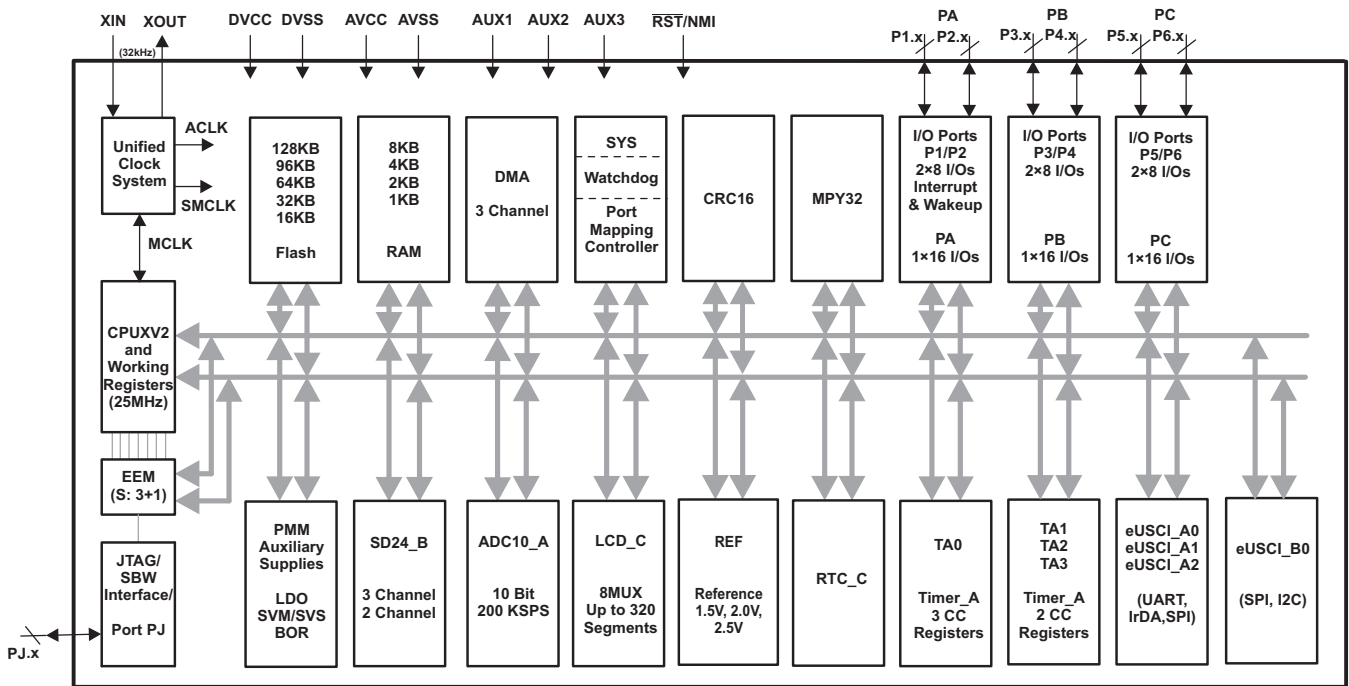 XIN
XOUT
(32kHz)
DVCC
DVSS
AVCC
AVSS
AUX1
AUX2
AUX3
RST/NMI
PA
P1.x
P2.x
PB
P3.x
P4.x
PC
P5.x
P6.x
Unified
Clock
System
ACLK
SMCLK
MCLK
128KB
96KB
64KB
32KB
16KB
Flash
8KB
4KB
2KB
1KB
RAM
DMA
3 Channel
SYS
Watchdog
Port
Mapping
Controller
CRC16
MPY32
I/O Ports
P1/P2
2×8 I/Os
Interrupt
& Wakeup
PA
1×16 I/Os
I/O Ports
P3/P4
2×8 I/Os
PB
1×16 I/Os
I/O Ports
P5/P6
2×8 I/Os
PC
1×16 I/Os
CPUXV2
and
Working
Registers
(25MHz)
EEM
(S: 3+1)
JTAG/
SBW
Interface/
Port PJ
PJ.x
PMM
Auxiliary
Supplies
LDO
SVM/SVS
BOR
SD24_B
3 Channel
2 Channel
ADC10_A
10 Bit
200 KSPS
LCD_C
8MUX
Up to 320
Segments
REF
Reference
1.5V, 2.0V,
2.5V
RTC_C
TA0
Timer_A
3 CC
Registers
TA1
TA2
TA3
Timer_A
2 CC
Registers
eUSCI_A0
eUSCI_A1
eUSCI_A2
(UART,
IrDA,SPI)
eUSCI_B0
(SPI, I2C)